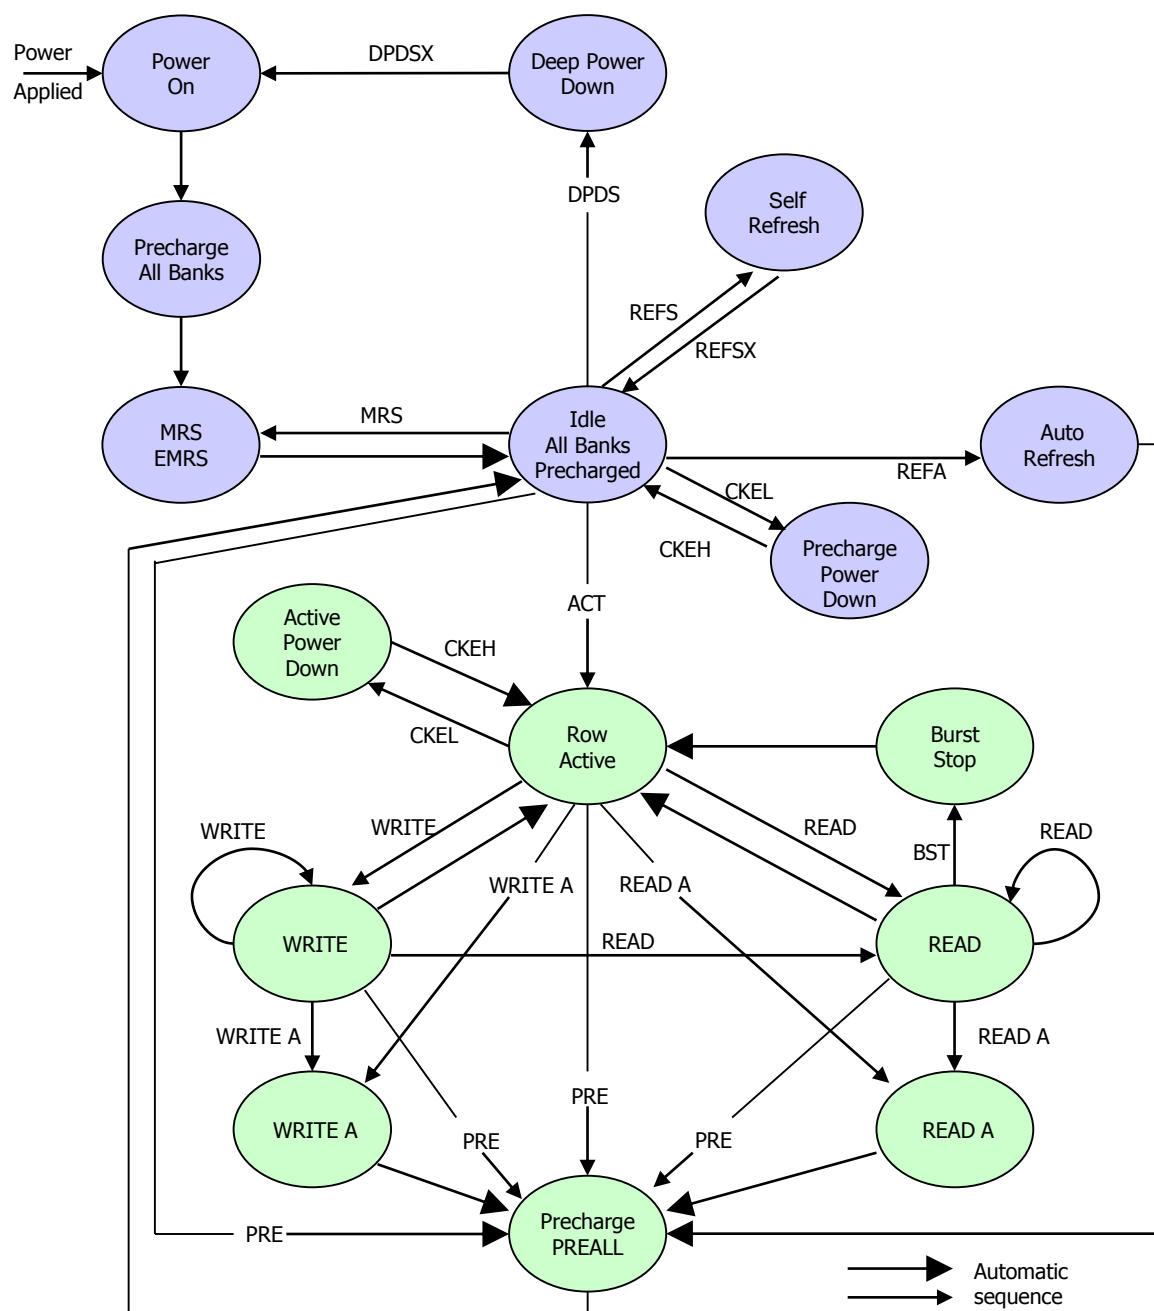 Power
Applied
Power
On
DPDSX
Deep Power
Down
DPDS
Self
Refresh
Precharge
All Banks
REFS
REFSX
MRS
EMRS
MRS
Idle
All Banks
Precharged
Auto
Refresh
REFA
CKEL
CKEH
Precharge
Power
Down
ACT
Active
Power
Down
CKEH
CKEL
Row
Active
Burst
Stop
WRITE
WRITE
READ
BST
READ
WRITE A
READ A
WRITE
READ
READ
WRITE A
READ A
PRE
WRITE A
PRE
PRE
READ A
Precharge
PREALL
PRE
Automatic
sequence